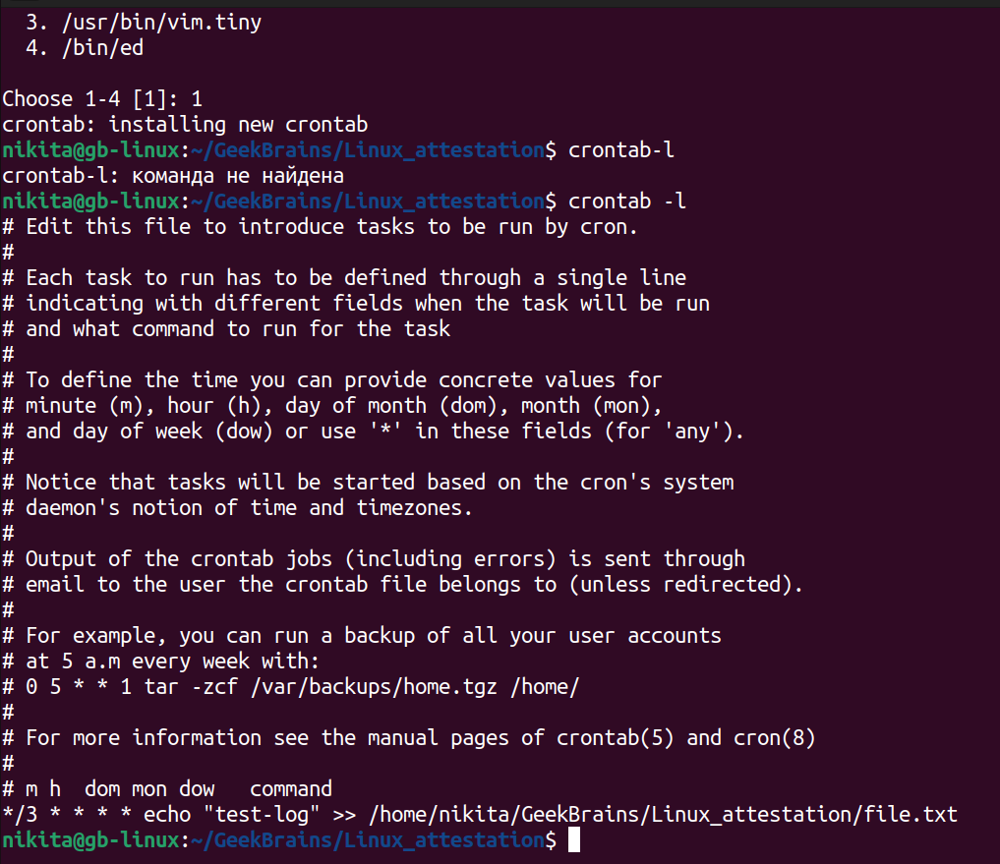 3. /usr/bin/vim.tiny
4. /bin/ed
Choose 1-4 [1]: 1
crontab: installing new crontab
nikita@gb-linux:~/GeekBrains/Linux_attestation$ crontab-l
crontab-l: команда не найдена
nikita@gb-linux:~/GeekBrains/Linux_attestation$ crontab -l
# Edit this file to introduce tasks to be run by cron.
#
# Each task to run has to be defined through a single line
# indicating with different fields when the task will be run
# and what command to run for the task
#
# To define the time you can provide concrete values for
# minute (m), hour (h), day of month (dom), month (mon),
# and day of week (dow) or use '*' in these fields (for 'any').
#
# Notice that tasks will be started based on the cron's system
# daemon's notion of time and timezones.
#
# Output of the crontab jobs (including errors) is sent through
# email to the user the crontab file belongs to (unless redirected).
#
# For example, you can run a backup of all your user accounts
# at 5 a.m every week with:
# 0 5 * * 1 tar -zcf /var/backups/home.tgz /home/
#
# For more information see the manual pages of crontab(5) and cron(8)
#
# m h  dom mon dow   command
*/3 * * * * echo "test-log" >> /home/nikita/GeekBrains/Linux_attestation/file.txt
nikita@gb-linux:~/GeekBrains/Linux_attestation$